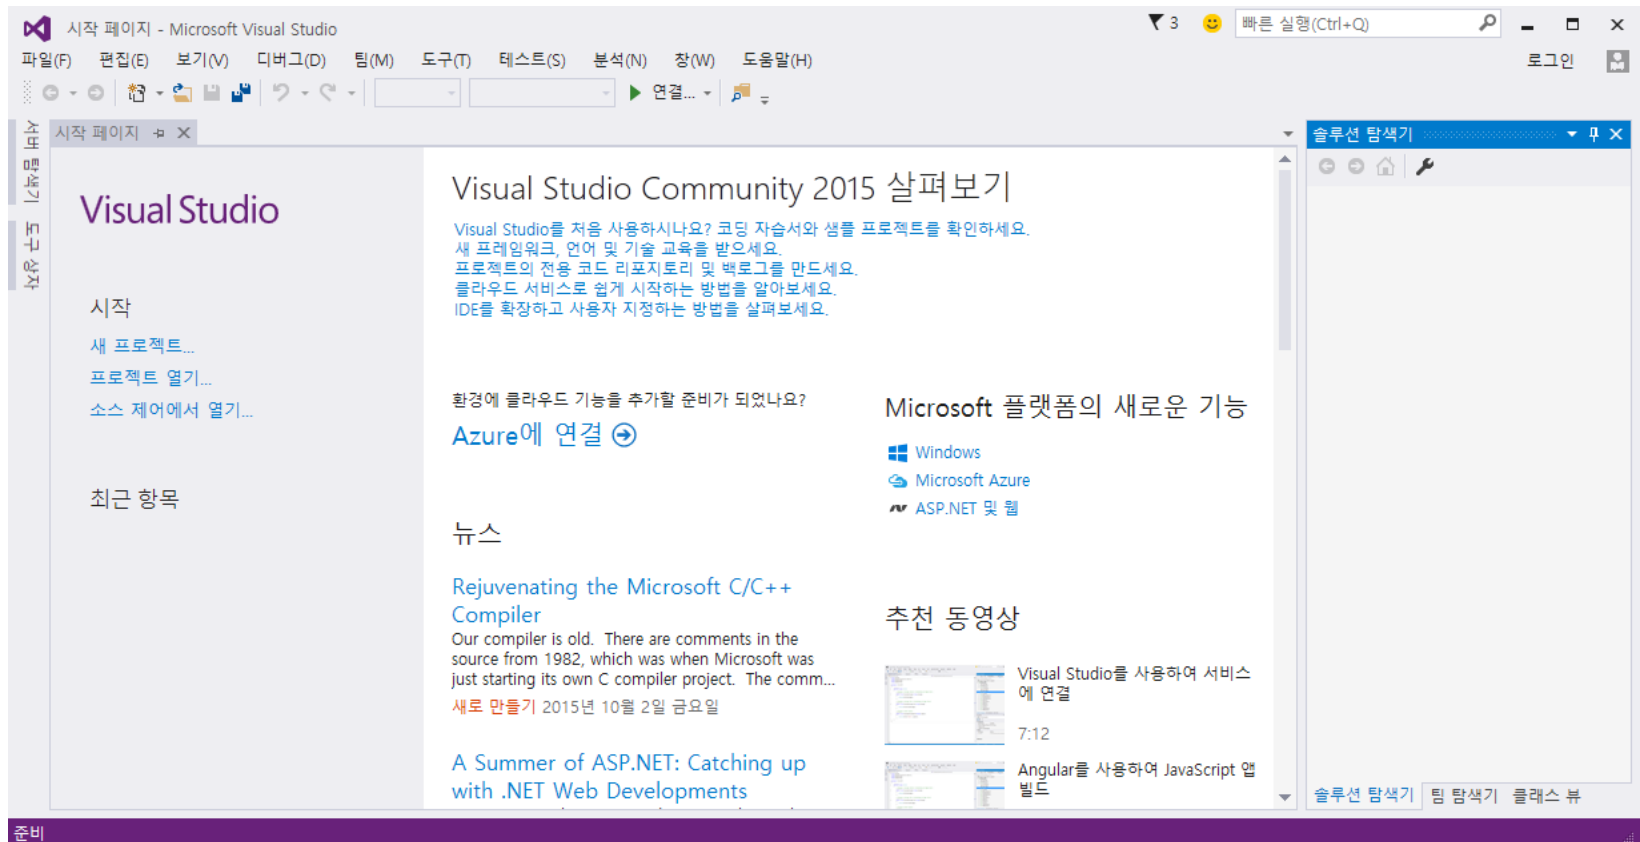 시작 페이지 - Microsoft Visual Studio
3
빠른 실행(Ctrl+Q)
파일(F) 편집(E) 보기(V) 디버그(D) 팀(M) 도구(T) 테스트(S) 분석(N) 창(W) 도움말(H)
로그인
연결...
서버 탐색기
도구 상자
시작 페이지
Visual Studio
시작
새 프로젝트...
프로젝트 열기...
소스 제어에서 열기...
최근 항목
Visual Studio Community 2015 살펴보기
Visual Studio를 처음 사용하시나요? 코딩 자습서와 샘플 프로젝트를 확인하세요.
새 프레임워크, 언어 및 기술 교육을 받으세요.
프로젝트의 전용 코드 리포지토리 및 백로그를 만드세요.
클라우드 서비스로 쉽게 시작하는 방법을 알아보세요.
IDE를 확장하고 사용자 지정하는 방법을 살펴보세요.
환경에 클라우드 기능을 추가할 준비가 되었나요?
Azure에 연결
뉴스
Rejuvenating the Microsoft C/C++
Compiler
Our compiler is old.  There are comments in the
source from 1982, which was when Microsoft was
just starting its own C compiler project.  The comm...
새로 만들기 2015년 10월 2일 금요일
A Summer of ASP.NET: Catching up
with .NET Web Developments
Microsoft 플랫폼의 새로운 기능
Windows
Microsoft Azure
ASP.NET 및 웹
추천 동영상
Visual Studio를 사용하여 서비스
에 연결
7:12
Angular를 사용하여 JavaScript 앱
빌드
솔루션 탐색기
솔루션 탐색기 팀 탐색기 클래스 뷰
준비